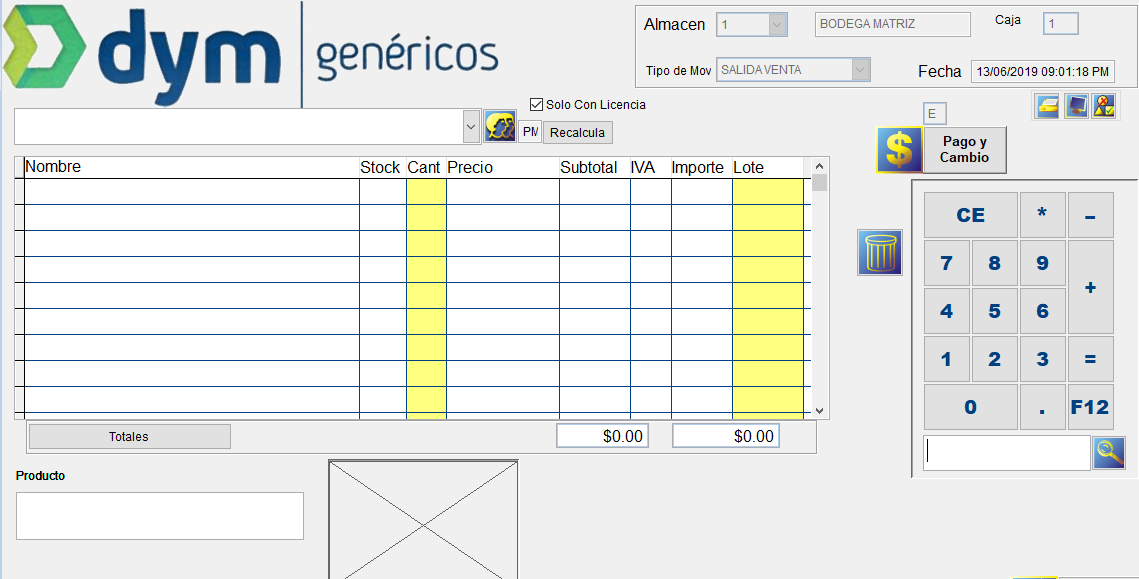 dym genéricos
Almacen 1 BODEGA MATRIZ Caja 1
Tipo de Mov SALIDA VENTA Fecha 13/06/2019 09:01:18 PM
Solo Con Licencia
PM Recalcula
E
$ Pago y
Cambio
Nombre Stock Cant Precio Subtotal IVA Importe Lote
CE * -
7 8 9 +
4 5 6
1 2 3 =
0 . F12
Totales $0.00 $0.00
Producto